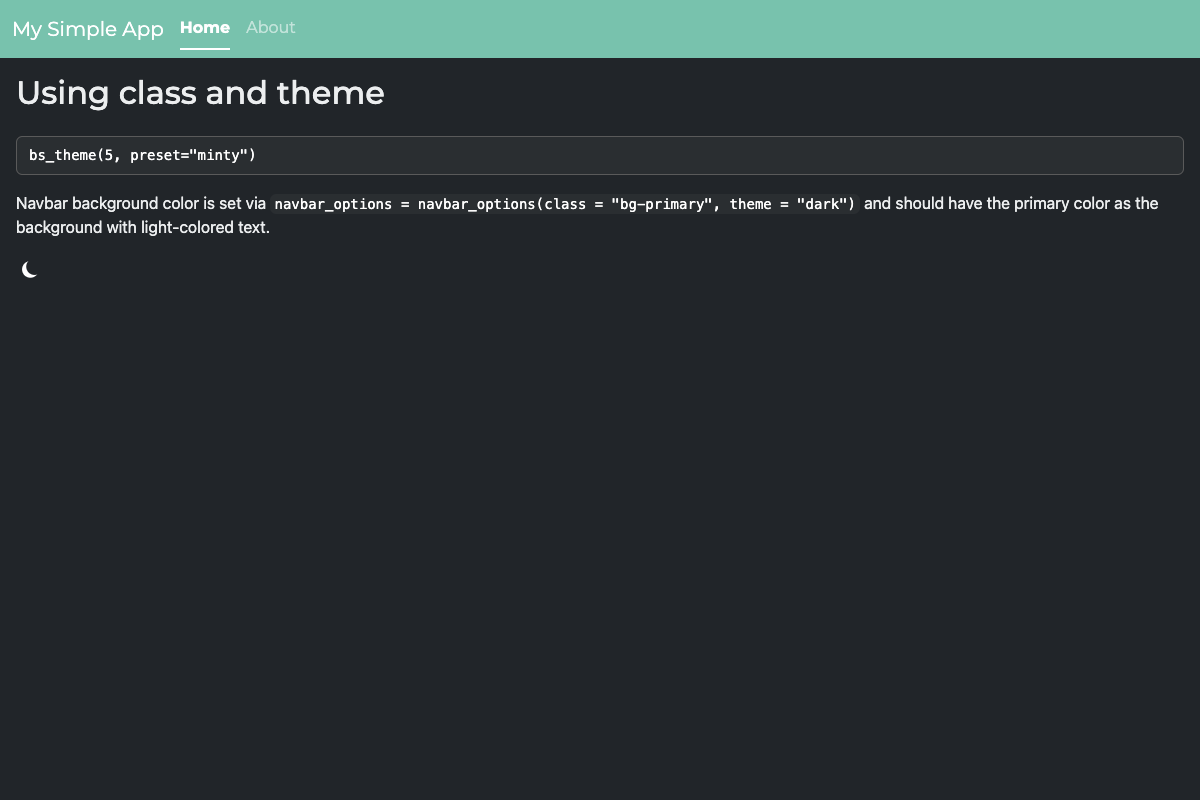 My Simple App Home About
Using class and theme
bs_theme(5, preset="minty")
Navbar background color is set via navbar_options = navbar_options(class = "bg-primary", theme = "dark") and should have the primary color as the
background with light-colored text.